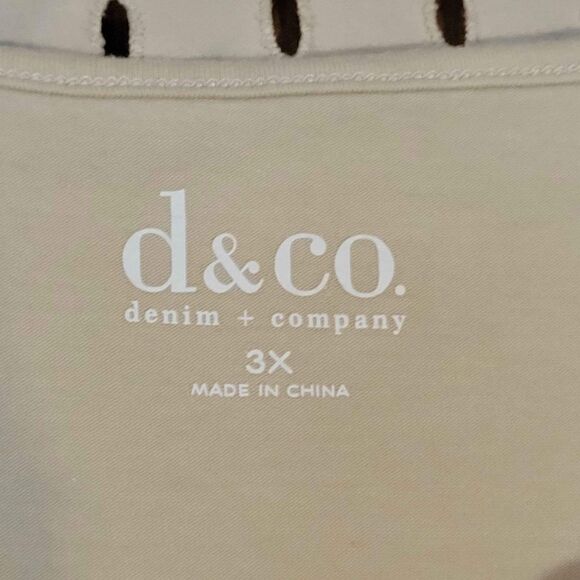 d&co.
denim + company
3X
MADE IN CHINA